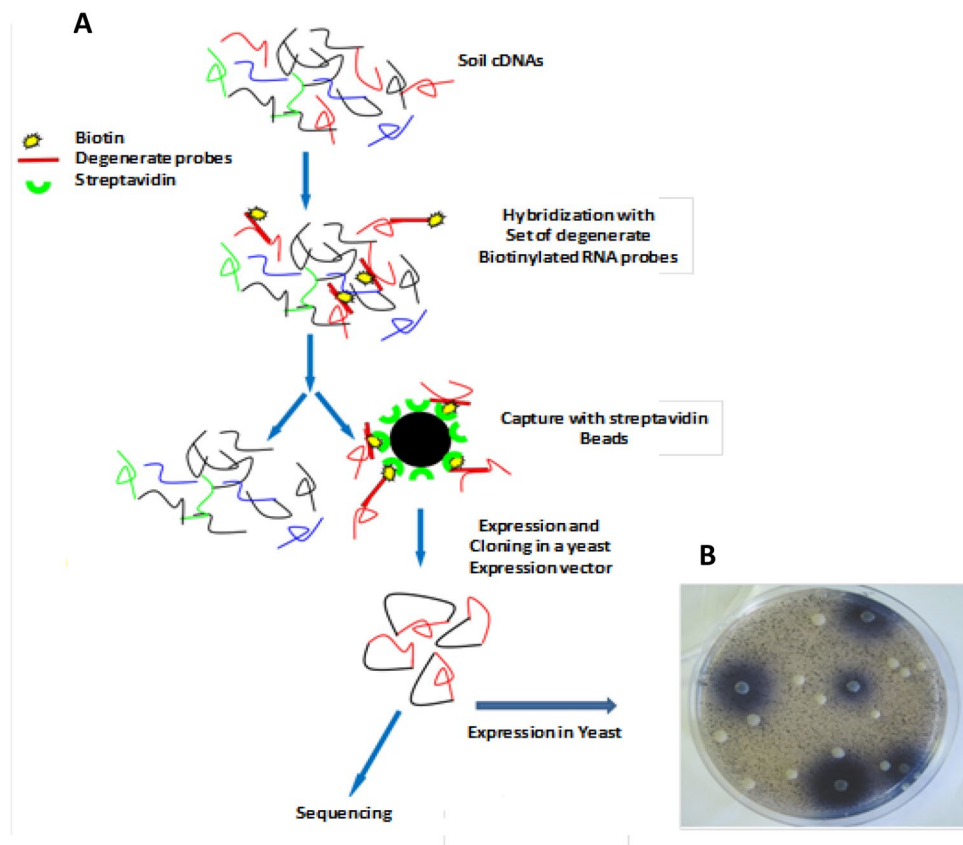 A
Soil cDNAs
Biotin
Degenerate probes
Streptavidin
Hybridization with
Set of degenerate
Biotinylated RNA probes
Capture with streptavidin
Beads
Expression and
Cloning in a yeast
Expression vector
B
Expression in Yeast
Sequencing